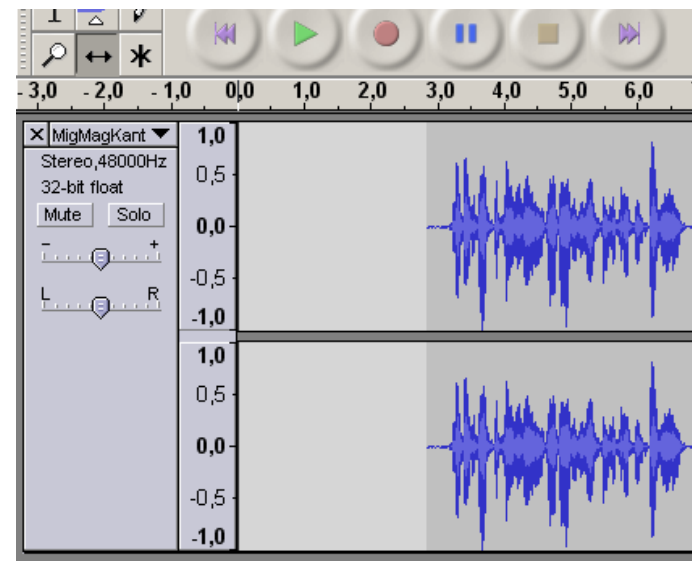 - 3,0 - 2,0 - 1,0 0,0 1,0 2,0 3,0 4,0 5,0 6,0
MigMagKant
1,0
Stereo,48000Hz
0,5
32-bit float
Mute Solo
0,0
- +
-0,5
L R
-1,0
1,0
0,5
0,0
-0,5
-1,0